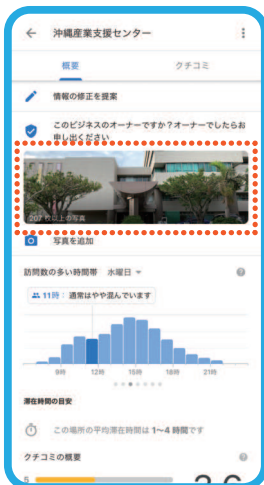 沖縄産業支援センター
概要
クチコミ
情報の修正を提案
このビジネスのオーナーですか？オーナーでしたらお
申し出ください
207 枚以上の写真
写真を追加
訪問数の多い時間帯 水曜日
11時： 通常はやや混んでいます
9時 12時 15時 18時 21時
滞在時間の目安
この場所の平均滞在時間は 1～4 時間です
クチコミの概要
5